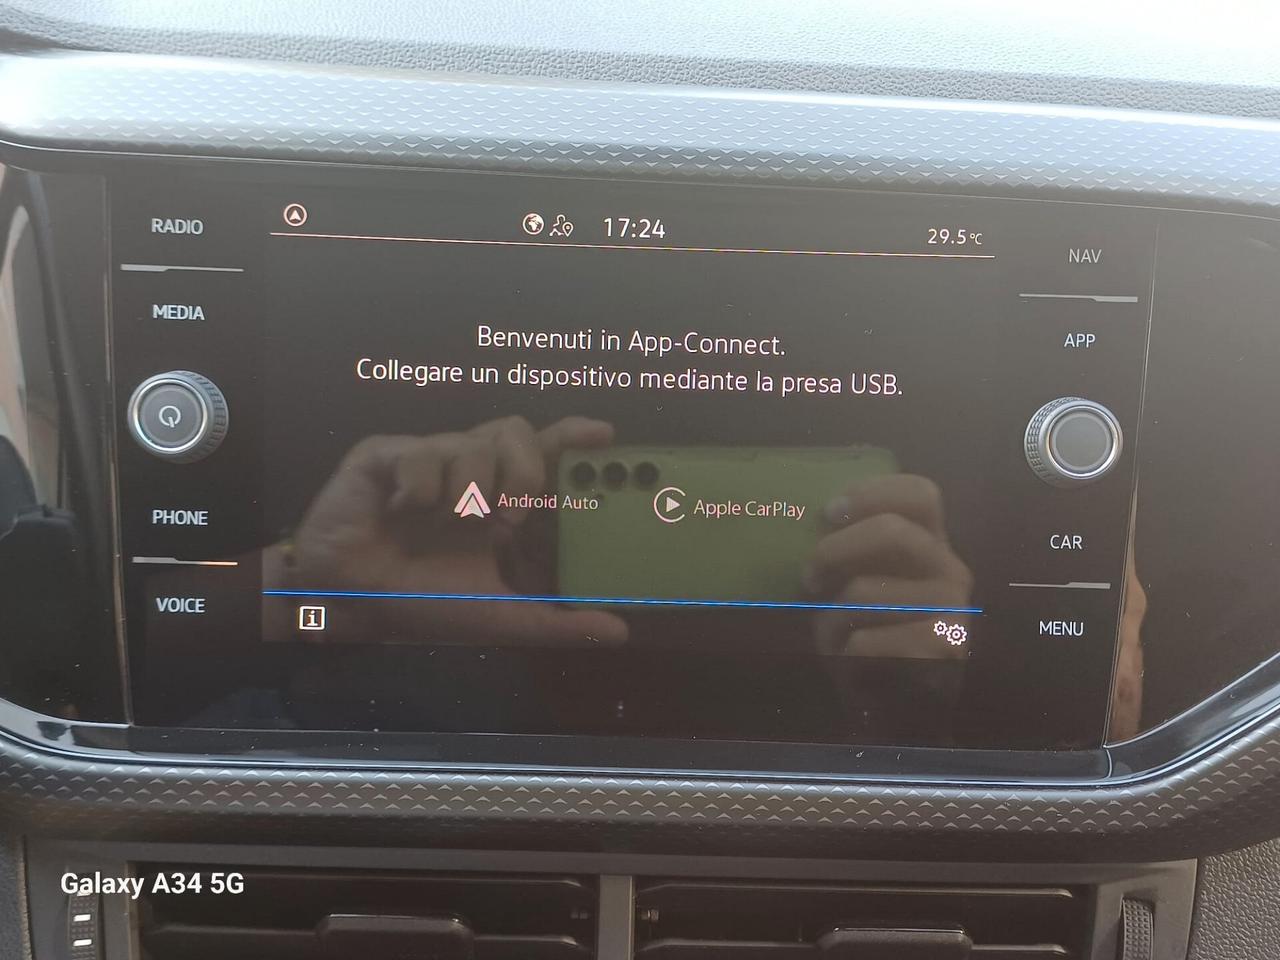 RADIO
MEDIA
PHONE
VOICE
17:24
29.5°C
Benvenuti in App-Connect.
Collegare un dispositivo mediante la presa USB.
Android Auto
Apple CarPlay
i
NAV
APP
CAR
MENU
Galaxy A34 5G